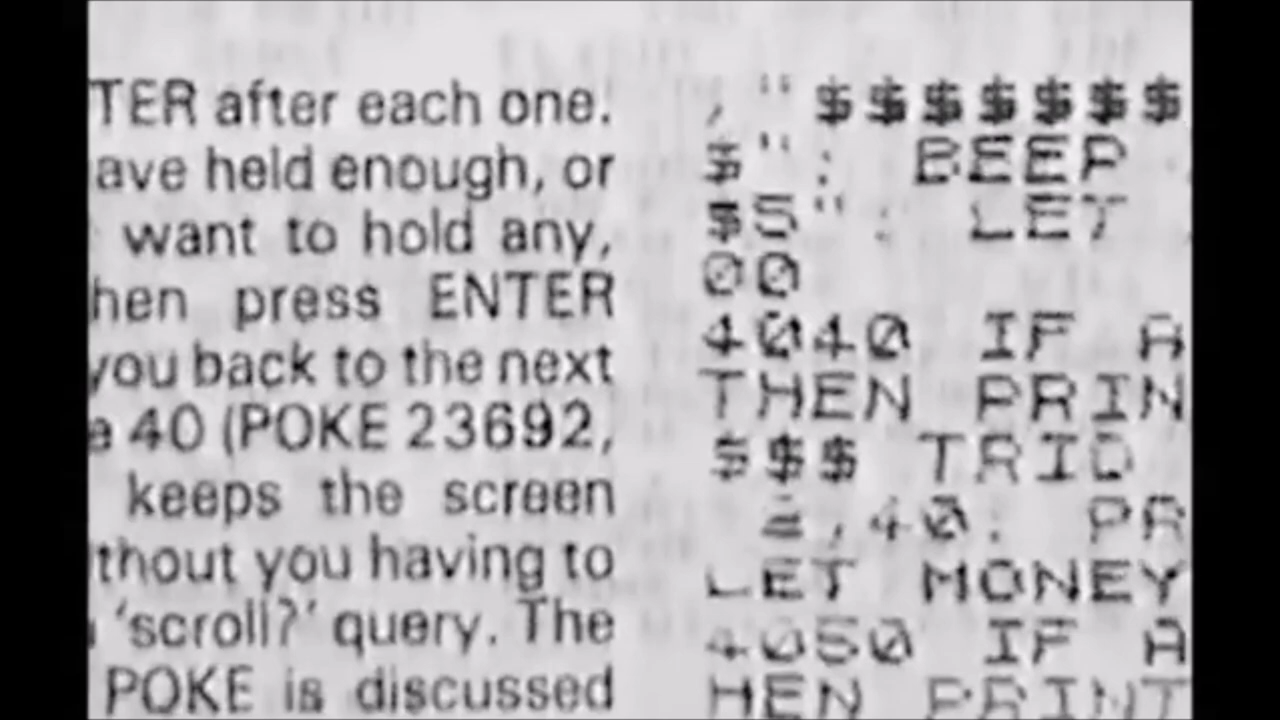 TER after each one.
ave held enough, or
want to hold any,
hen press ENTER
you back to the next
e 40 (POKE 23692,
keeps the screen
thout you having to
'scroll?' query. The
POKE is discussed
, " $ $ $ $ $ $ $
$ " : BEEP
$5" : LET
00
4040 IF A
THEN PRIN
$$$ TRID
2,40: PR
LET MONEY
4050 IF A
HEN PRINT